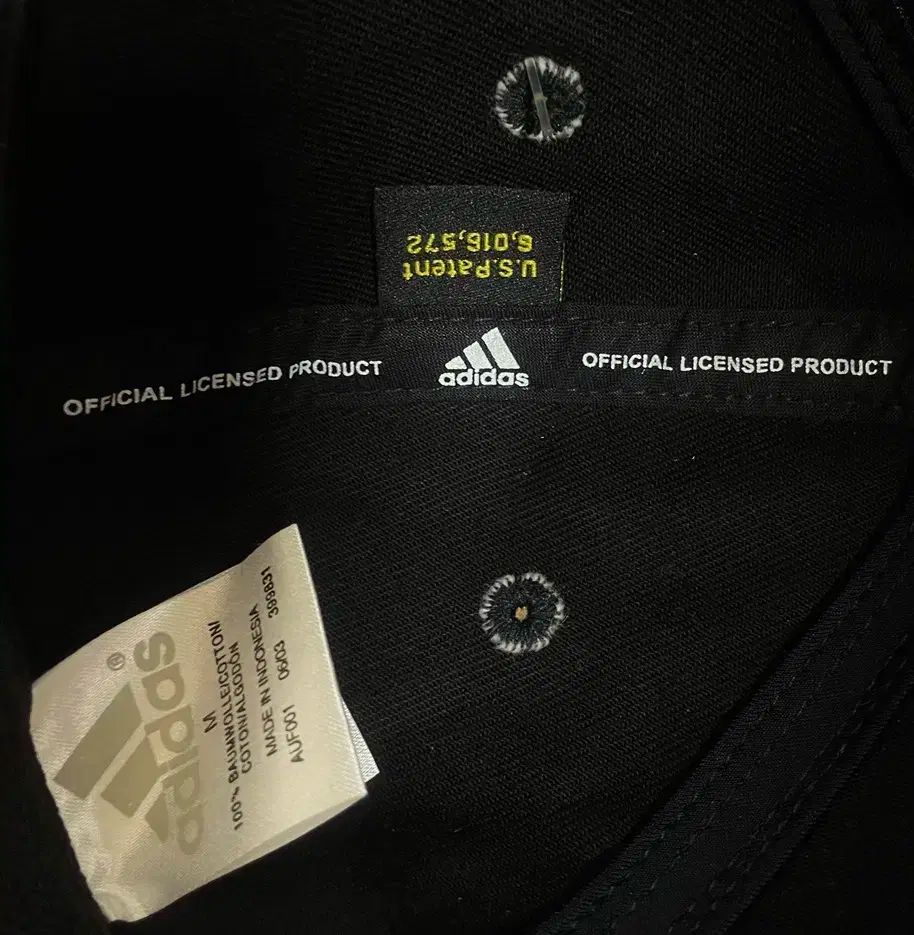 U.S.Patent
6,016,572
OFFICIAL LICENSED PRODUCT
adidas
OFFICIAL LICENSED PRODUCT
adidas®
M
100% BAUMWOLLE/COTTON/
COTON/ALGODON
MADE IN INDONESIA
AUF001 06/03 399831